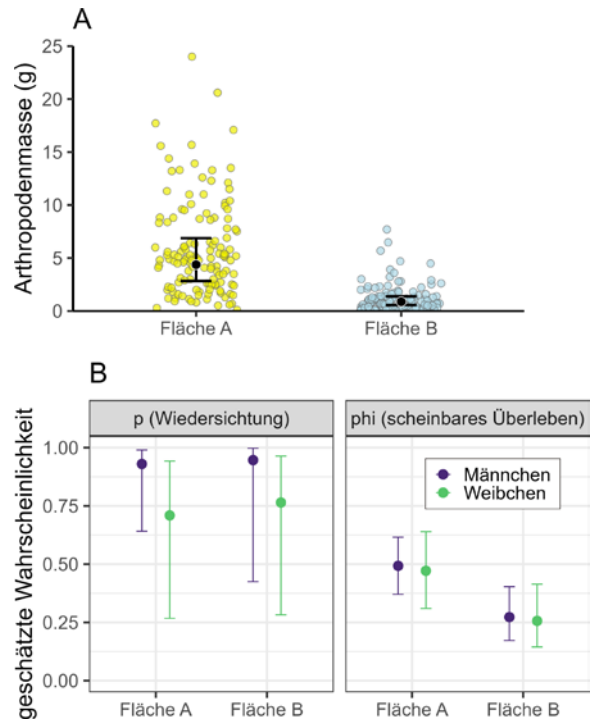 A
Arthropodenmasse (g)
25
20
15
10
5
0
Fläche A Fläche B
B
geschätzte Wahrscheinlichkeit
p (Wiedersichtung) phi (scheinbares Überleben)
1.00
0.75
0.50
0.25
0.00
Männchen
Weibchen
Fläche A Fläche B Fläche A Fläche B